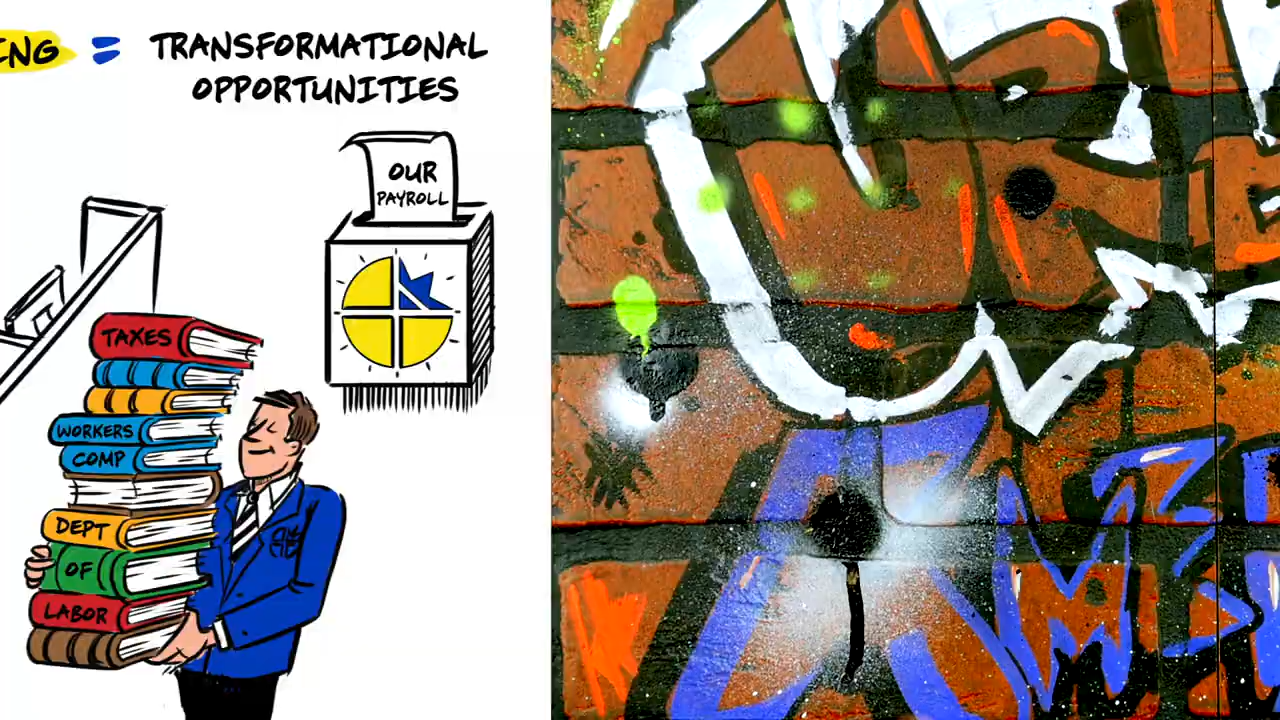 = TRANSFORMATIONAL
OPPORTUNITIES
OUR
PAYROLL
TAXES
WORKERS
COMP
DEPT
OF
LABOR